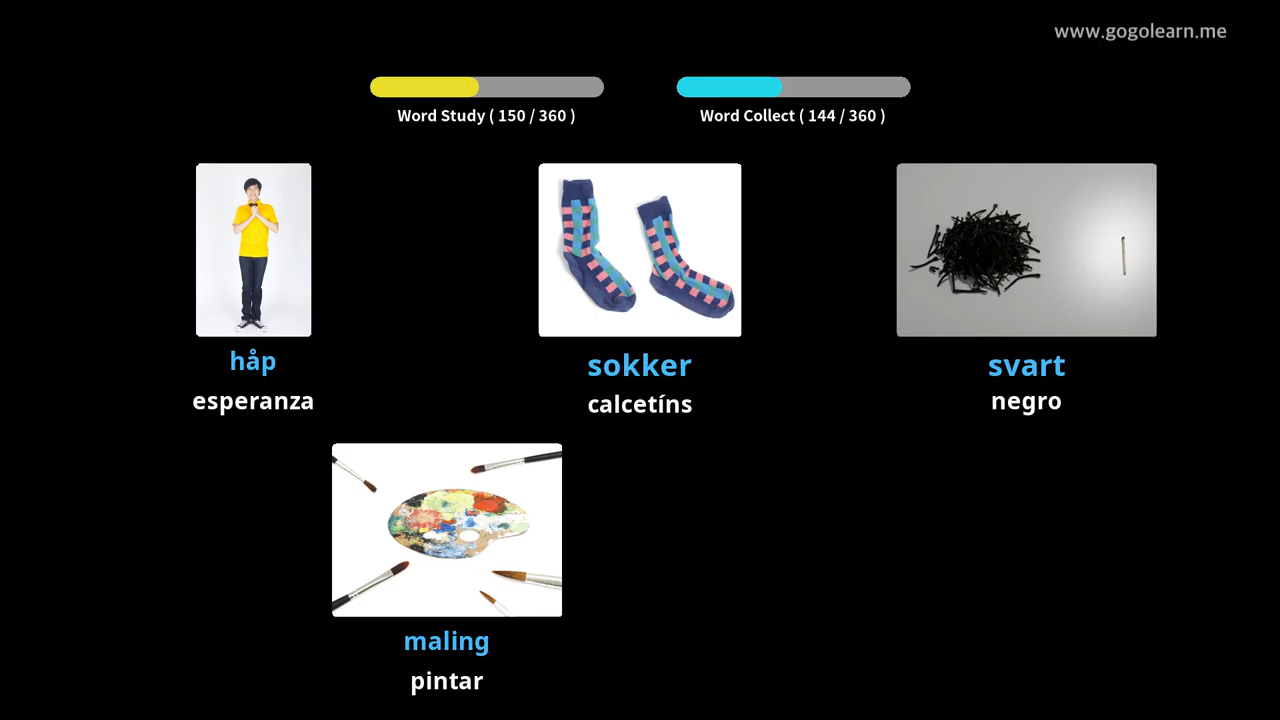 www.gogolearn.me
Word Study ( 150 / 360 )
Word Collect ( 144 / 360 )
håp
esperanza
sokker
calcetíns
svart
negro
maling
pintar